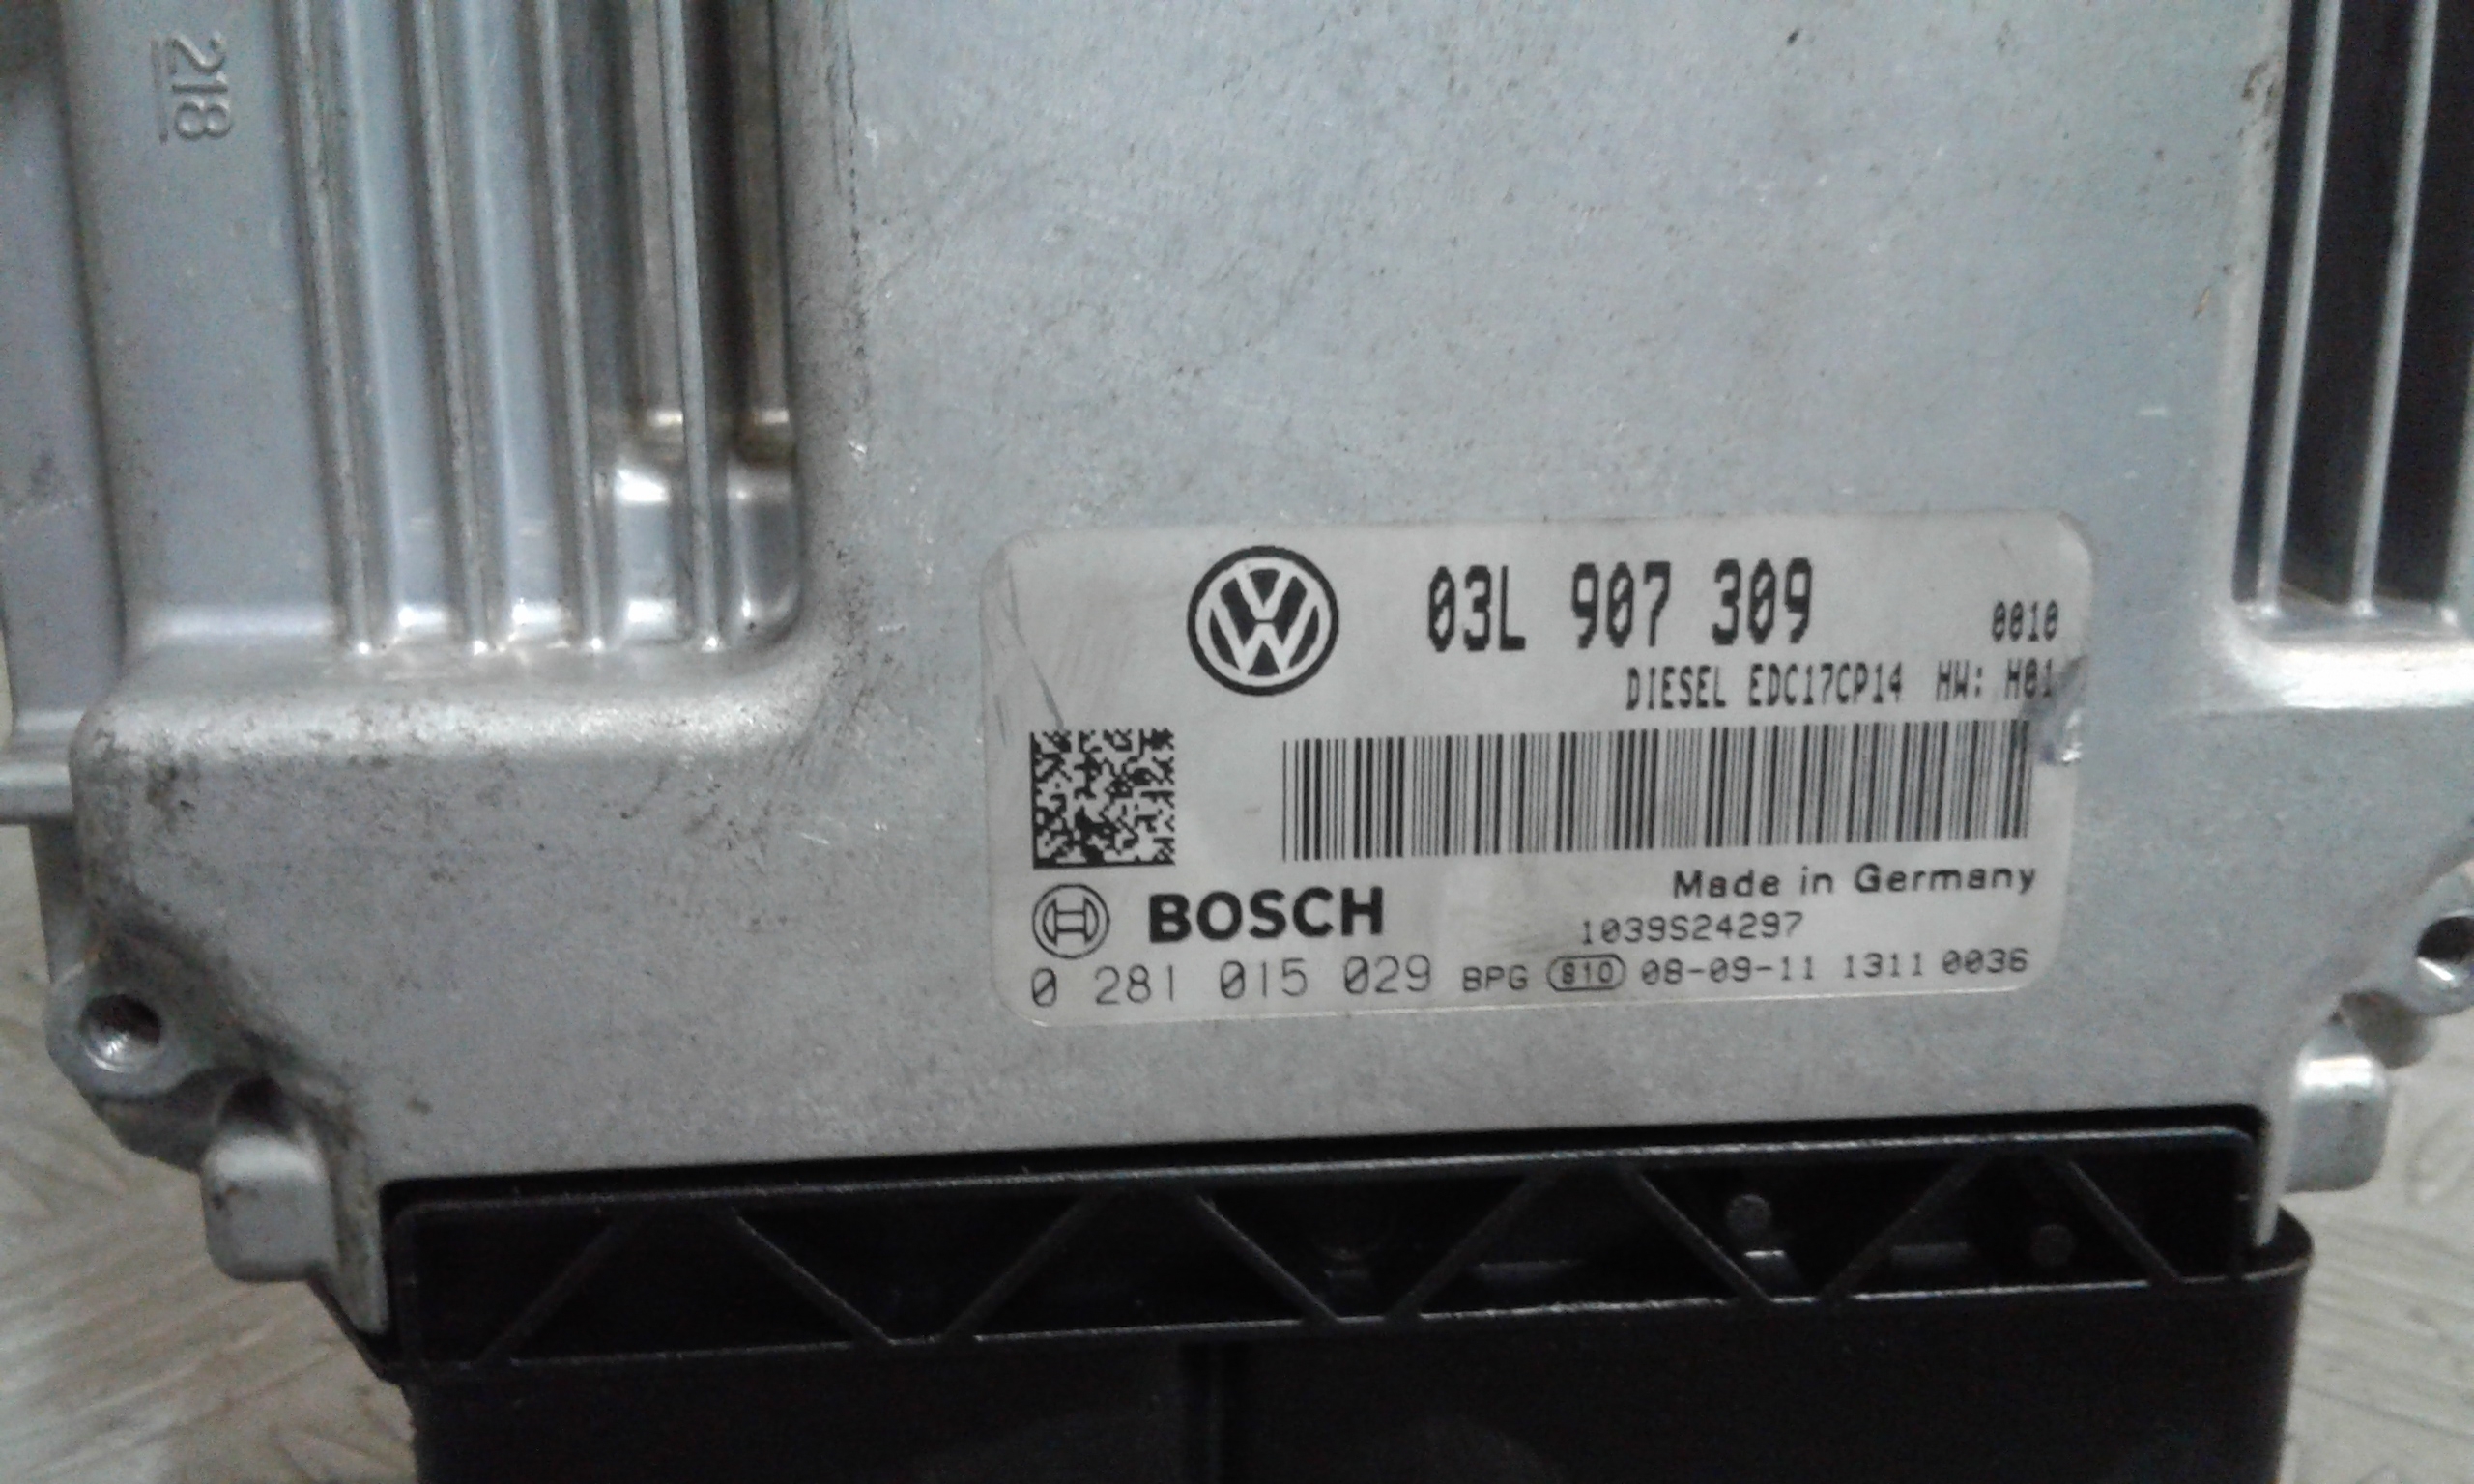 218
03L 907 309
0010
DIESEL EDC17CP14 HW: H01
Made in Germany
BOSCH
1039S24297
0 281 015 029 BPG 810 08-09-11 1311 0036